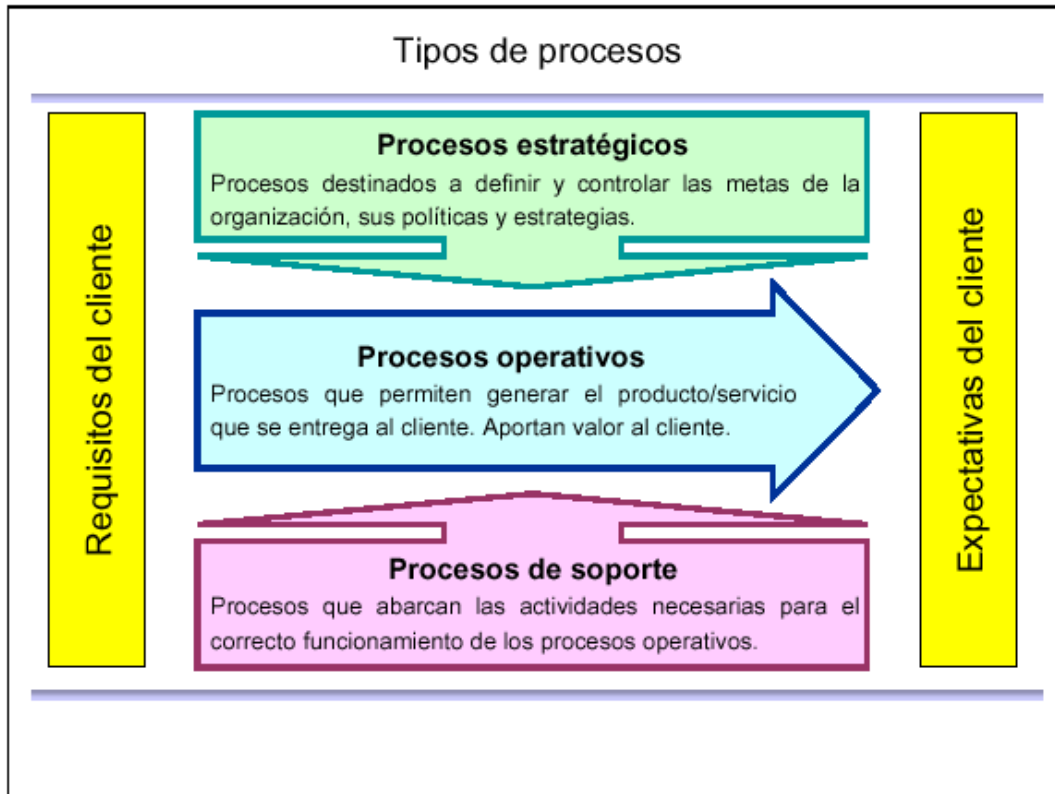 Tipos de procesos
Requisitos del cliente
Procesos estratégicos
Procesos destinados a definir y controlar las metas de la
organización, sus políticas y estrategias.
Procesos operativos
Procesos que permiten generar el producto/servicio
que se entrega al cliente. Aportan valor al cliente.
Procesos de soporte
Procesos que abarcan las actividades necesarias para el
correcto funcionamiento de los procesos operativos.
Expectativas del cliente